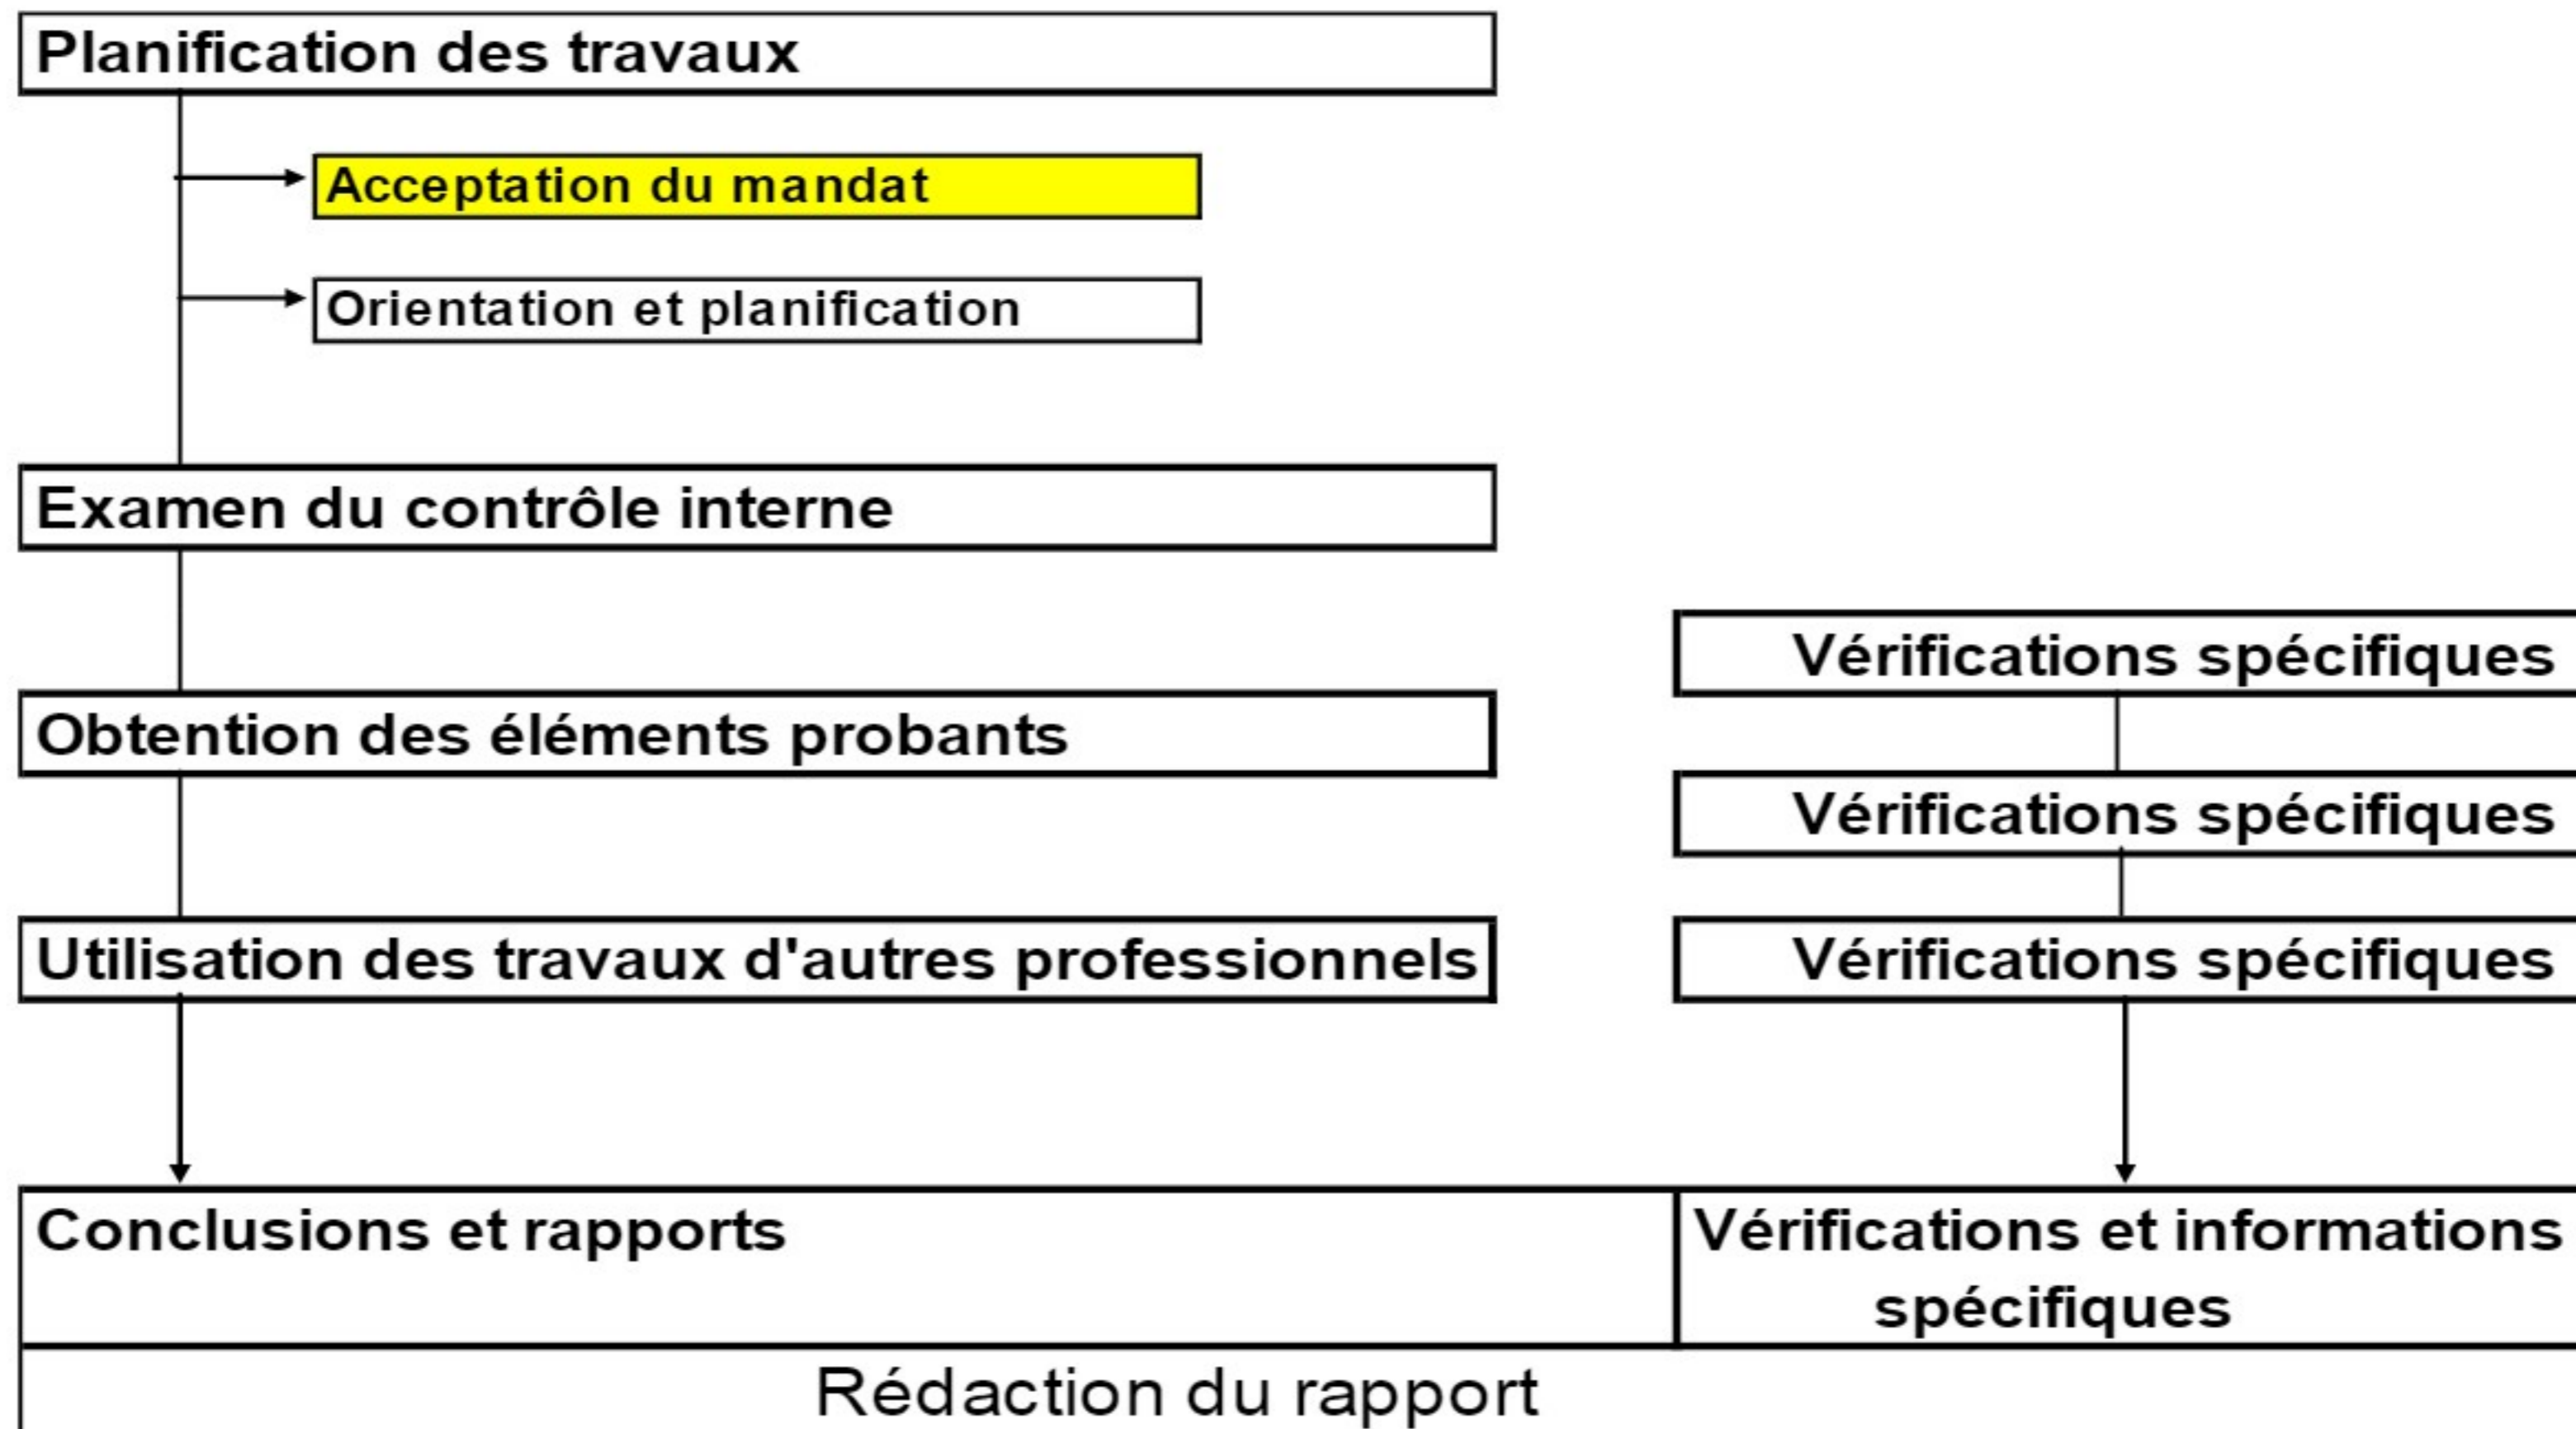 Planification des travaux
Acceptation du mandat
Orientation et planification
Examen du contrôle interne
Vérifications spécifiques
Obtention des éléments probants
Vérifications spécifiques
Utilisation des travaux d'autres professionnels
Vérifications spécifiques
Conclusions et rapports
Vérifications et informations
spécifiques
Rédaction du rapport